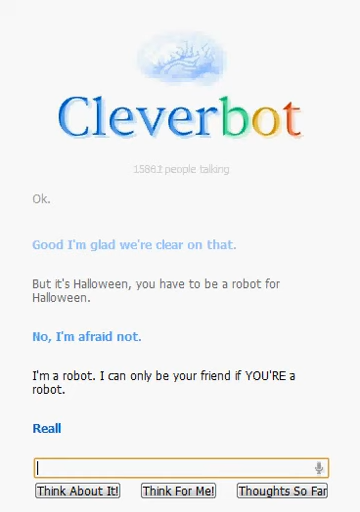 Cleverbot
15861 people talking
Ok.
Good I'm glad we're clear on that.
But it's Halloween, you have to be a robot for
Halloween.
No, I'm afraid not.
I'm a robot. I can only be your friend if YOU'RE a
robot.
Reall
Think About It! Think For Me! Thoughts So Far